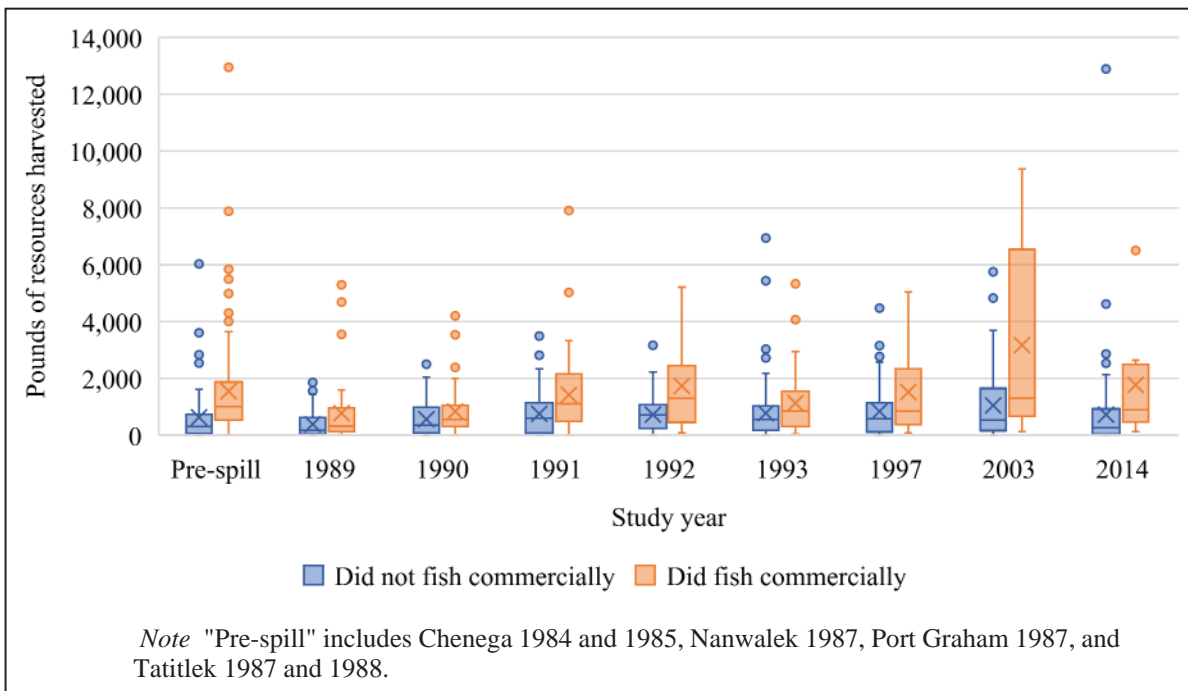 Pounds of resources harvested
14,000
12,000
10,000
8,000
6,000
4,000
2,000
0
Pre-spill 1989 1990 1991 1992 1993 1997 2003 2014
Study year
Did not fish commercially Did fish commercially
Note "Pre-spill" includes Chenega 1984 and 1985, Nanwalek 1987, Port Graham 1987, and
Tatitlek 1987 and 1988.